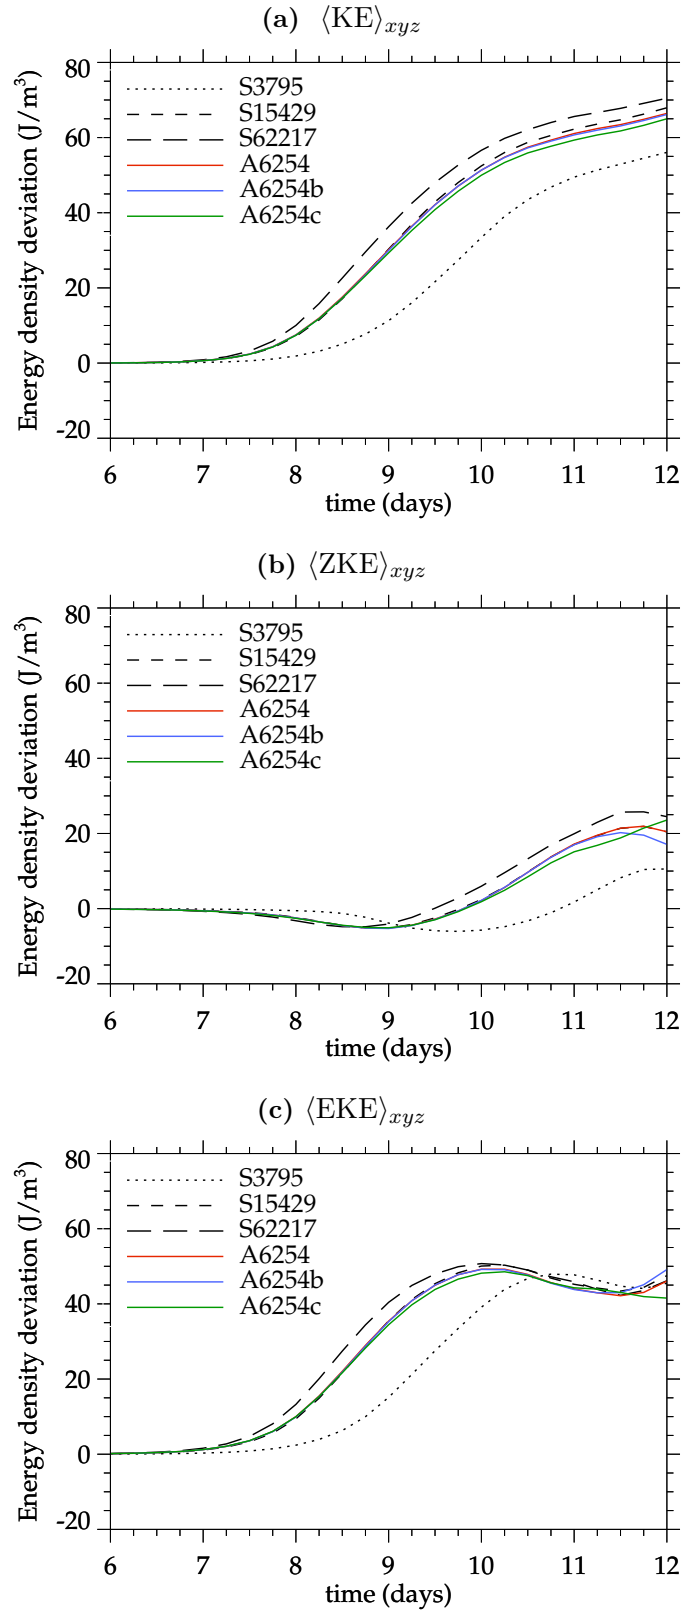 (a) ⟨KE⟩xyz
Energy density deviation (J/m³)
80
60
40
20
0
-20
S3795
S15429
S62217
A6254
A6254b
A6254c
6 7 8 9 10 11 12
time (days)
(b) ⟨ZKE⟩xyz
Energy density deviation (J/m³)
80
60
40
20
0
-20
S3795
S15429
S62217
A6254
A6254b
A6254c
6 7 8 9 10 11 12
time (days)
(c) ⟨EKE⟩xyz
Energy density deviation (J/m³)
80
60
40
20
0
-20
S3795
S15429
S62217
A6254
A6254b
A6254c
6 7 8 9 10 11 12
time (days)